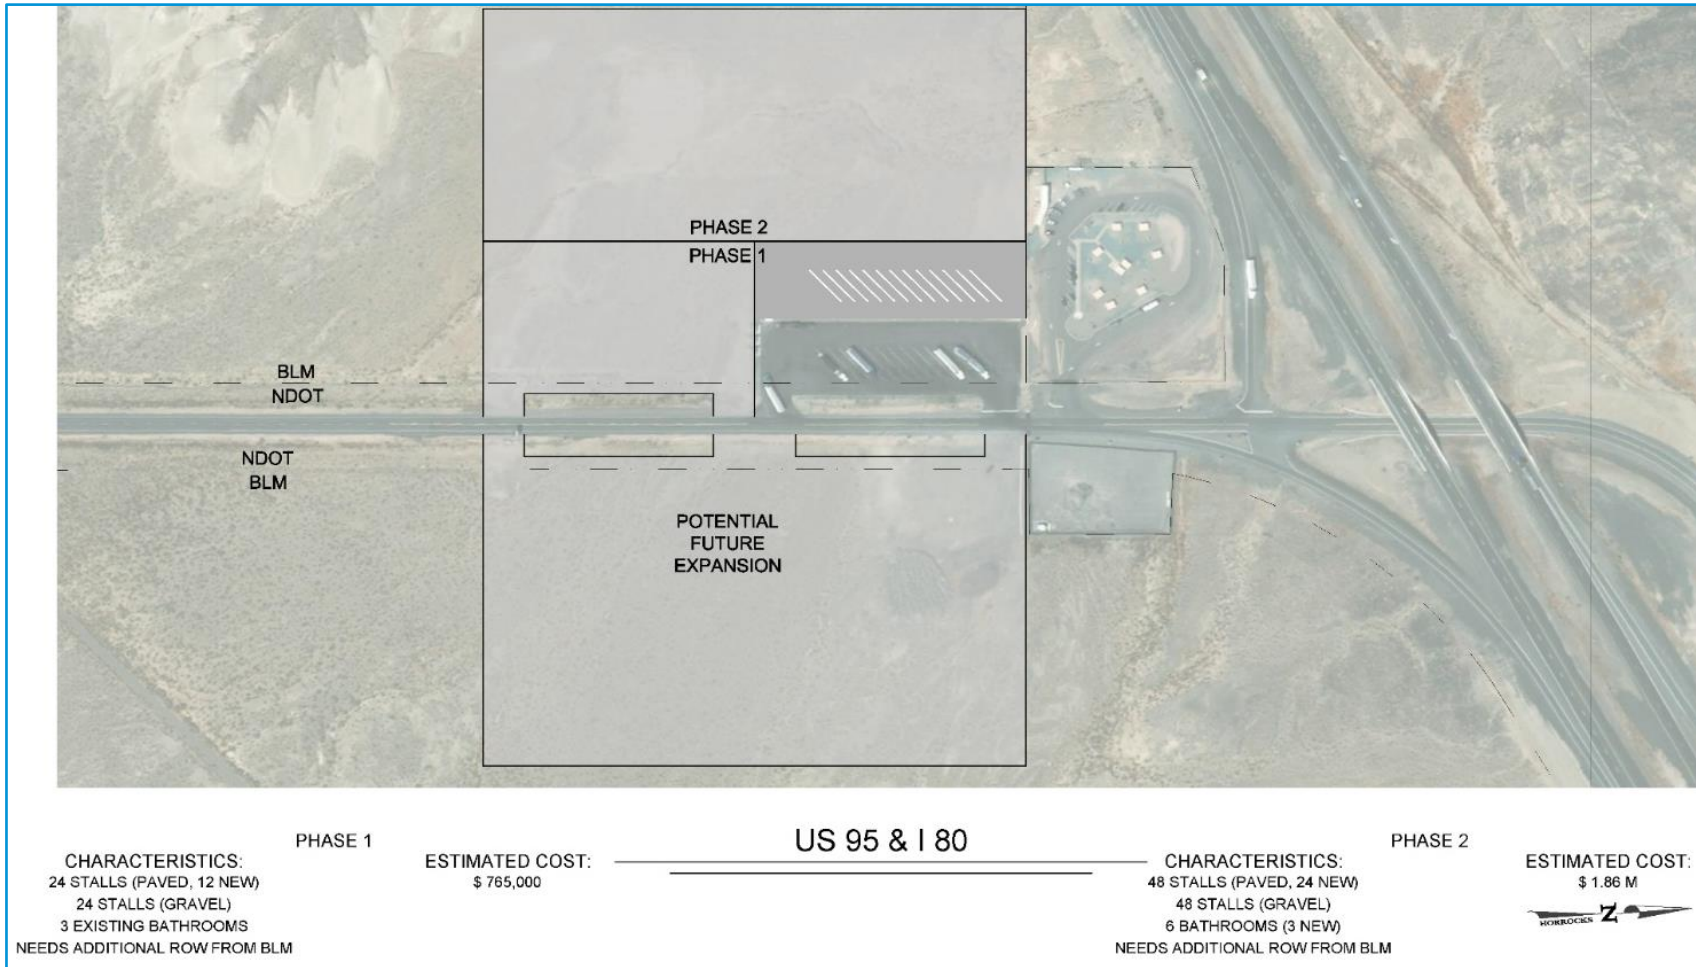 PHASE 2
PHASE 1
BLM
NDOT
NDOT
BLM
POTENTIAL
FUTURE
EXPANSION
US 95 & I 80
PHASE 1
CHARACTERISTICS:
24 STALLS (PAVED, 12 NEW)
24 STALLS (GRAVEL)
3 EXISTING BATHROOMS
NEEDS ADDITIONAL ROW FROM BLM
ESTIMATED COST:
$ 765,000
PHASE 2
CHARACTERISTICS:
48 STALLS (PAVED, 24 NEW)
48 STALLS (GRAVEL)
6 BATHROOMS (3 NEW)
NEEDS ADDITIONAL ROW FROM BLM
ESTIMATED COST:
$ 1.86 M
HORROCKS Z